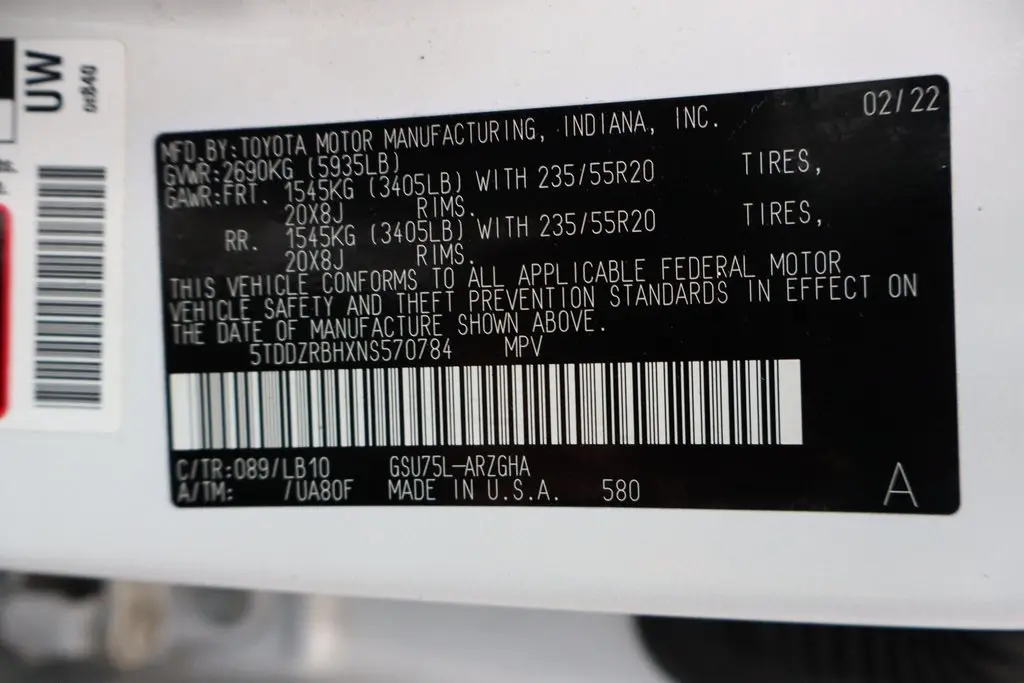 UW
MFD.BY:TOYOTA MOTOR MANUFACTURING, INDIANA, INC. 02/22
GVWR:2690KG (5935LB)
GAWR:FRT. 1545KG (3405LB) WITH 235/55R20 TIRES,
20X8J RIMS.
RR. 1545KG (3405LB) WITH 235/55R20 TIRES,
20X8J RIMS.
THIS VEHICLE CONFORMS TO ALL APPLICABLE FEDERAL MOTOR
VEHICLE SAFETY AND THEFT PREVENTION STANDARDS IN EFFECT ON
THE DATE OF MANUFACTURE SHOWN ABOVE.
5TDDZRBHXNS570784 MPV
C/TR:089/LB10 GSU75L-ARZGHA
A/TM: /UA80F MADE IN U.S.A. 580 A